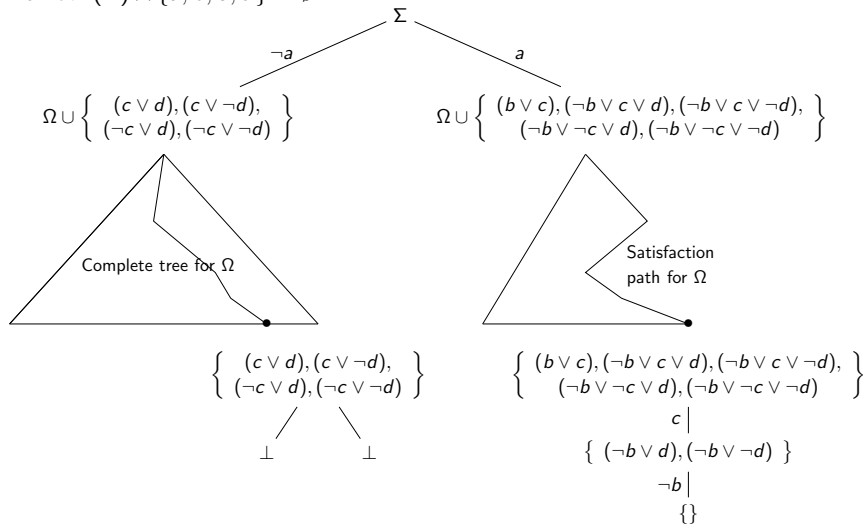 Σ
¬a
a
Ω ∪ { (c ∨ d), (c ∨ ¬d),
(¬c ∨ d), (¬c ∨ ¬d) }
Ω ∪ { (b ∨ c), (¬b ∨ c ∨ d), (¬b ∨ c ∨ ¬d),
(¬b ∨ ¬c ∨ d), (¬b ∨ ¬c ∨ ¬d) }
Complete tree for Ω
Satisfaction
path for Ω
{ (c ∨ d), (c ∨ ¬d),
(¬c ∨ d), (¬c ∨ ¬d) }
{ (b ∨ c), (¬b ∨ c ∨ d), (¬b ∨ c ∨ ¬d),
(¬b ∨ ¬c ∨ d), (¬b ∨ ¬c ∨ ¬d) }
c
⊥ ⊥
{ (¬b ∨ d), (¬b ∨ ¬d) }
¬b
{}